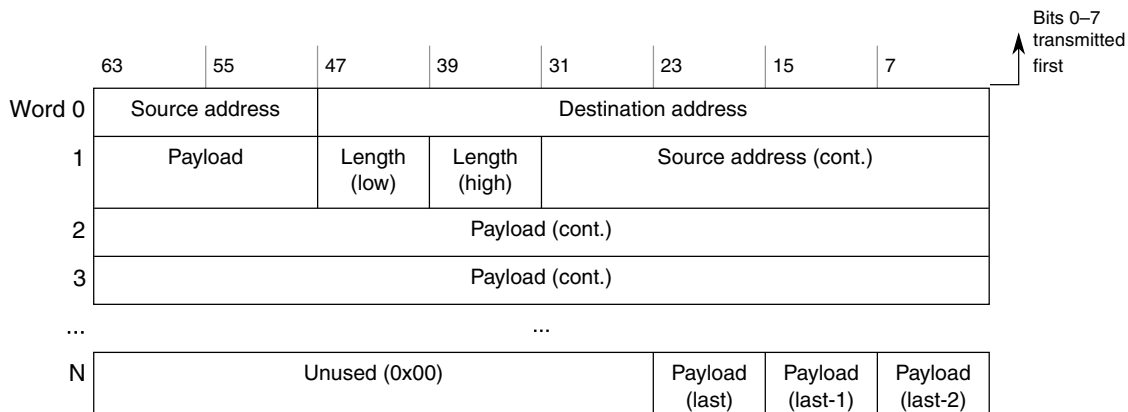 Bits 0–7
transmitted
first
63 55 47 39 31 23 15 7
Word 0 Source address Destination address
1 Payload Length Length Source address (cont.)
(low) (high)
2 Payload (cont.)
3 Payload (cont.)
... ...
N Unused (0x00) Payload Payload Payload
(last) (last-1) (last-2)